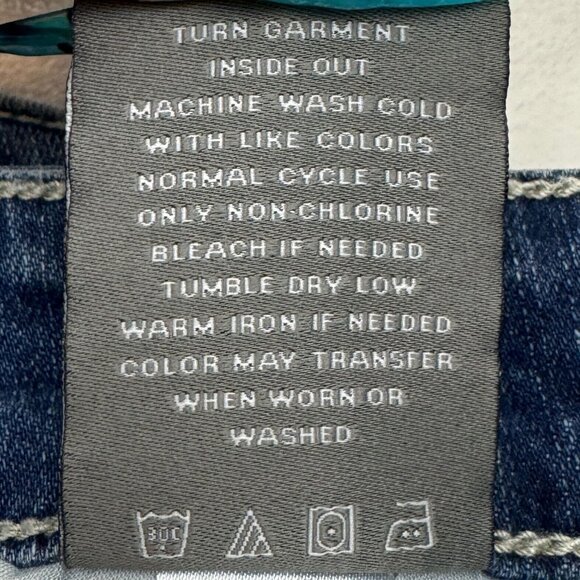 TURN GARMENT
INSIDE OUT
MACHINE WASH COLD
WITH LIKE COLORS
NORMAL CYCLE USE
ONLY NON-CHLORINE
BLEACH IF NEEDED
TUMBLE DRY LOW
WARM IRON IF NEEDED
COLOR MAY TRANSFER
WHEN WORN OR
WASHED